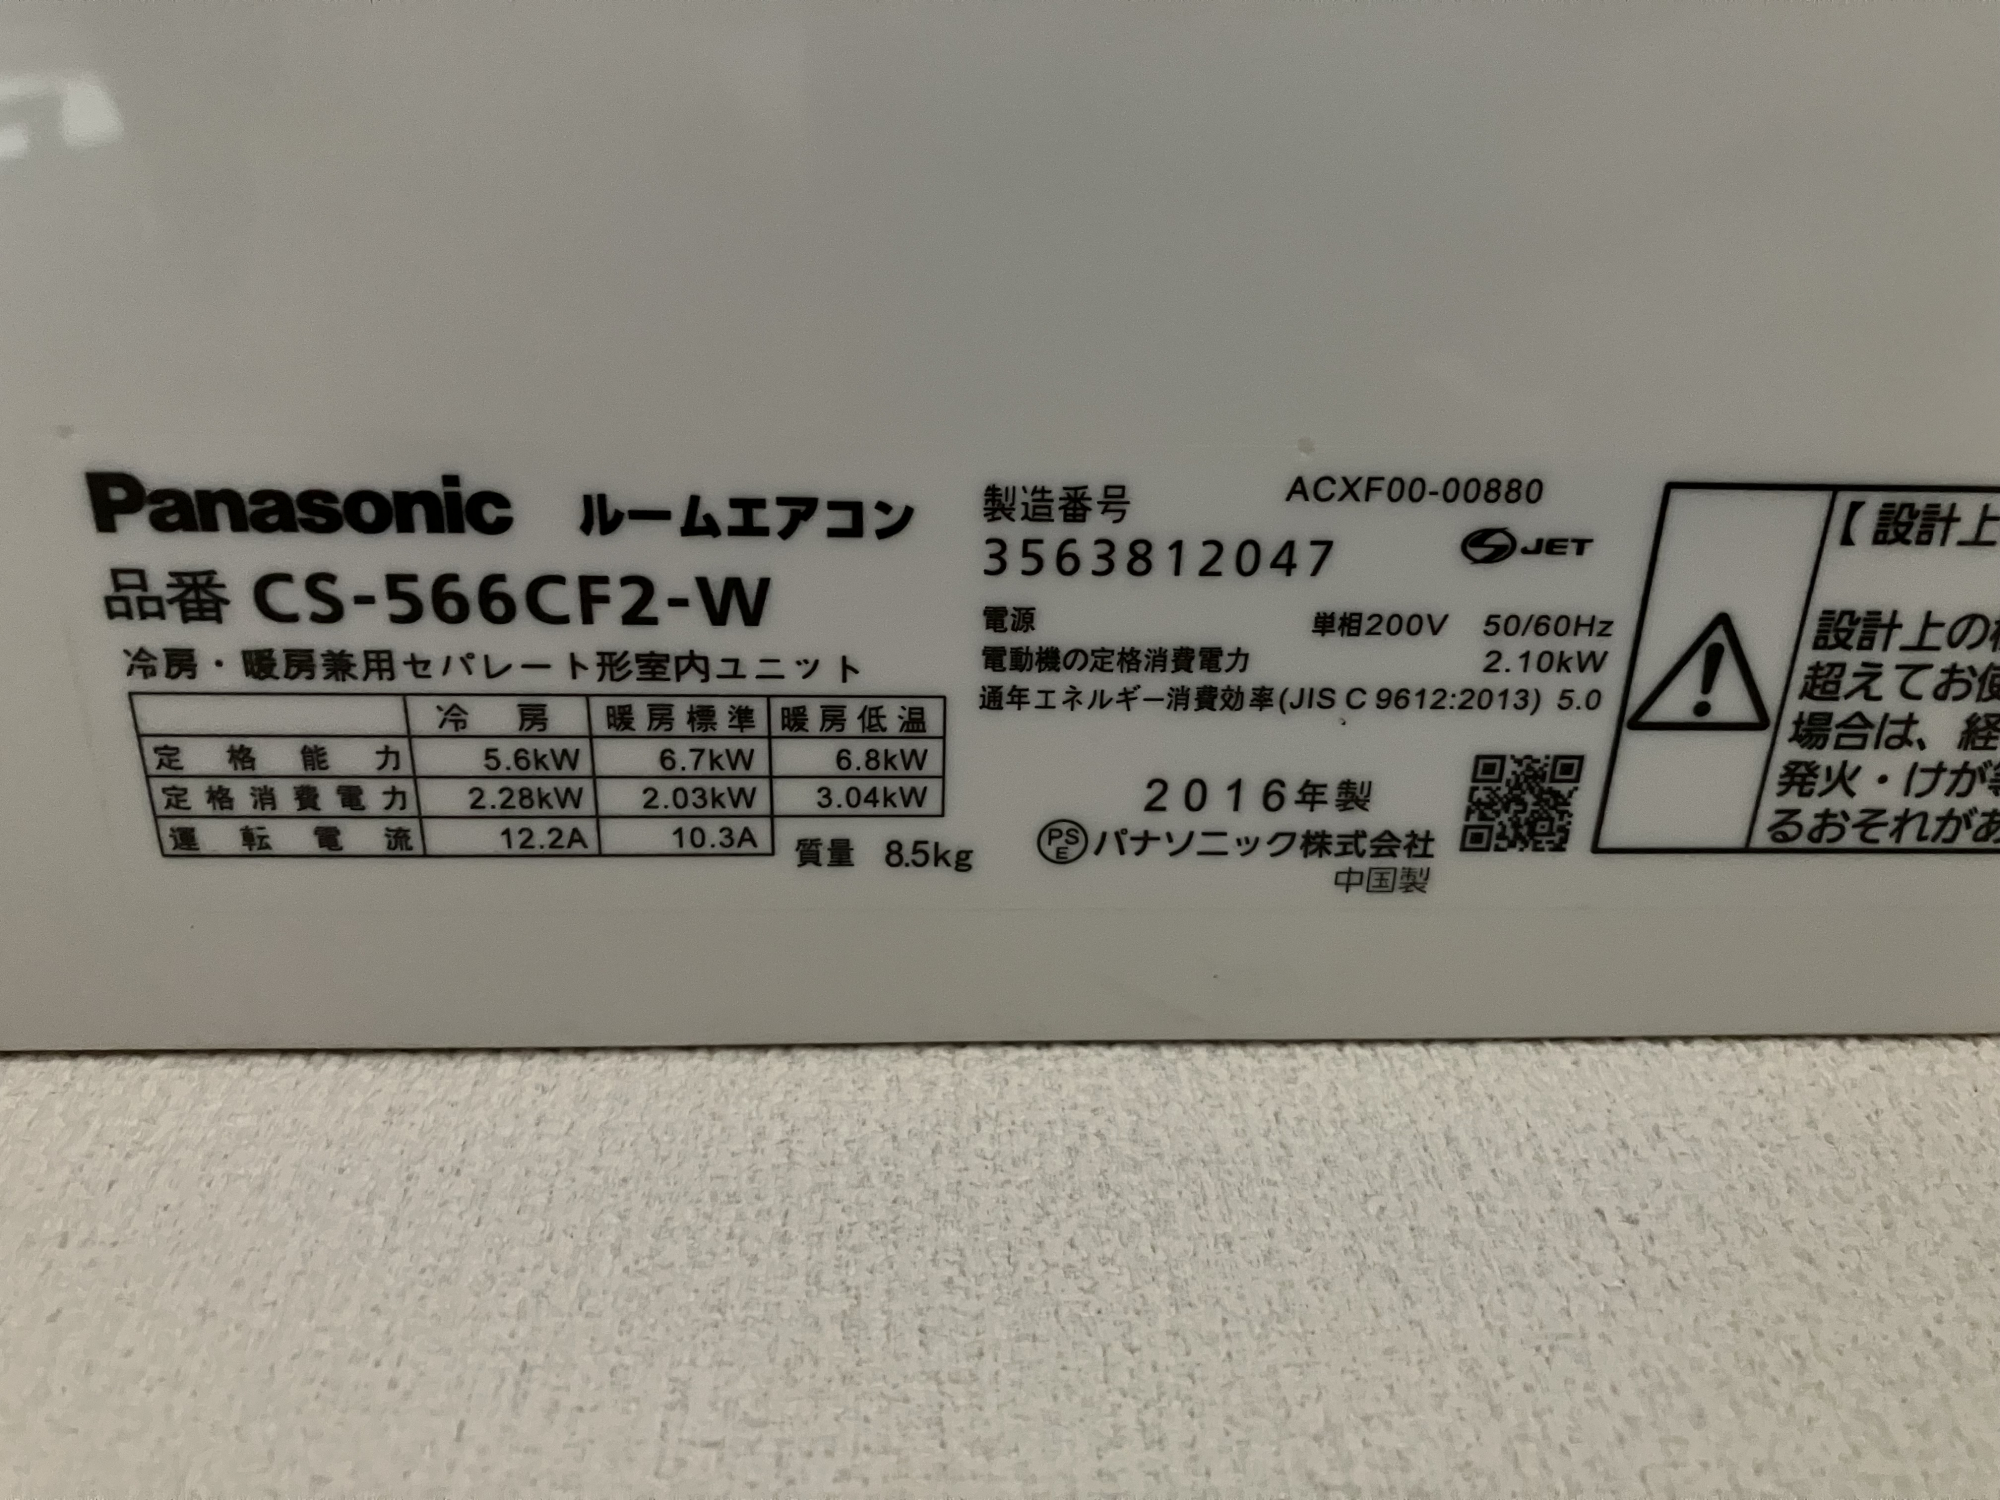 Panasonic ルームエアコン
品番 CS-566CF2-W
冷房・暖房兼用セパレート形室内ユニット
冷房 暖房標準 暖房低温
定格能力 5.6kW 6.7kW 6.8kW
定格消費電力 2.28kW 2.03kW 3.04kW
運転電流 12.2A 10.3A
質量 8.5kg
製造番号 ACXF00-00880
3563812047 JET
電源 単相200V 50/60Hz
電動機の定格消費電力 2.10kW
通年エネルギー消費効率(JIS C 9612:2013) 5.0
2016年製
PSE パナソニック株式会社
中国製
【設計上
設計上の
超えてお使
場合は、経
発火・けが等
るおそれがあ